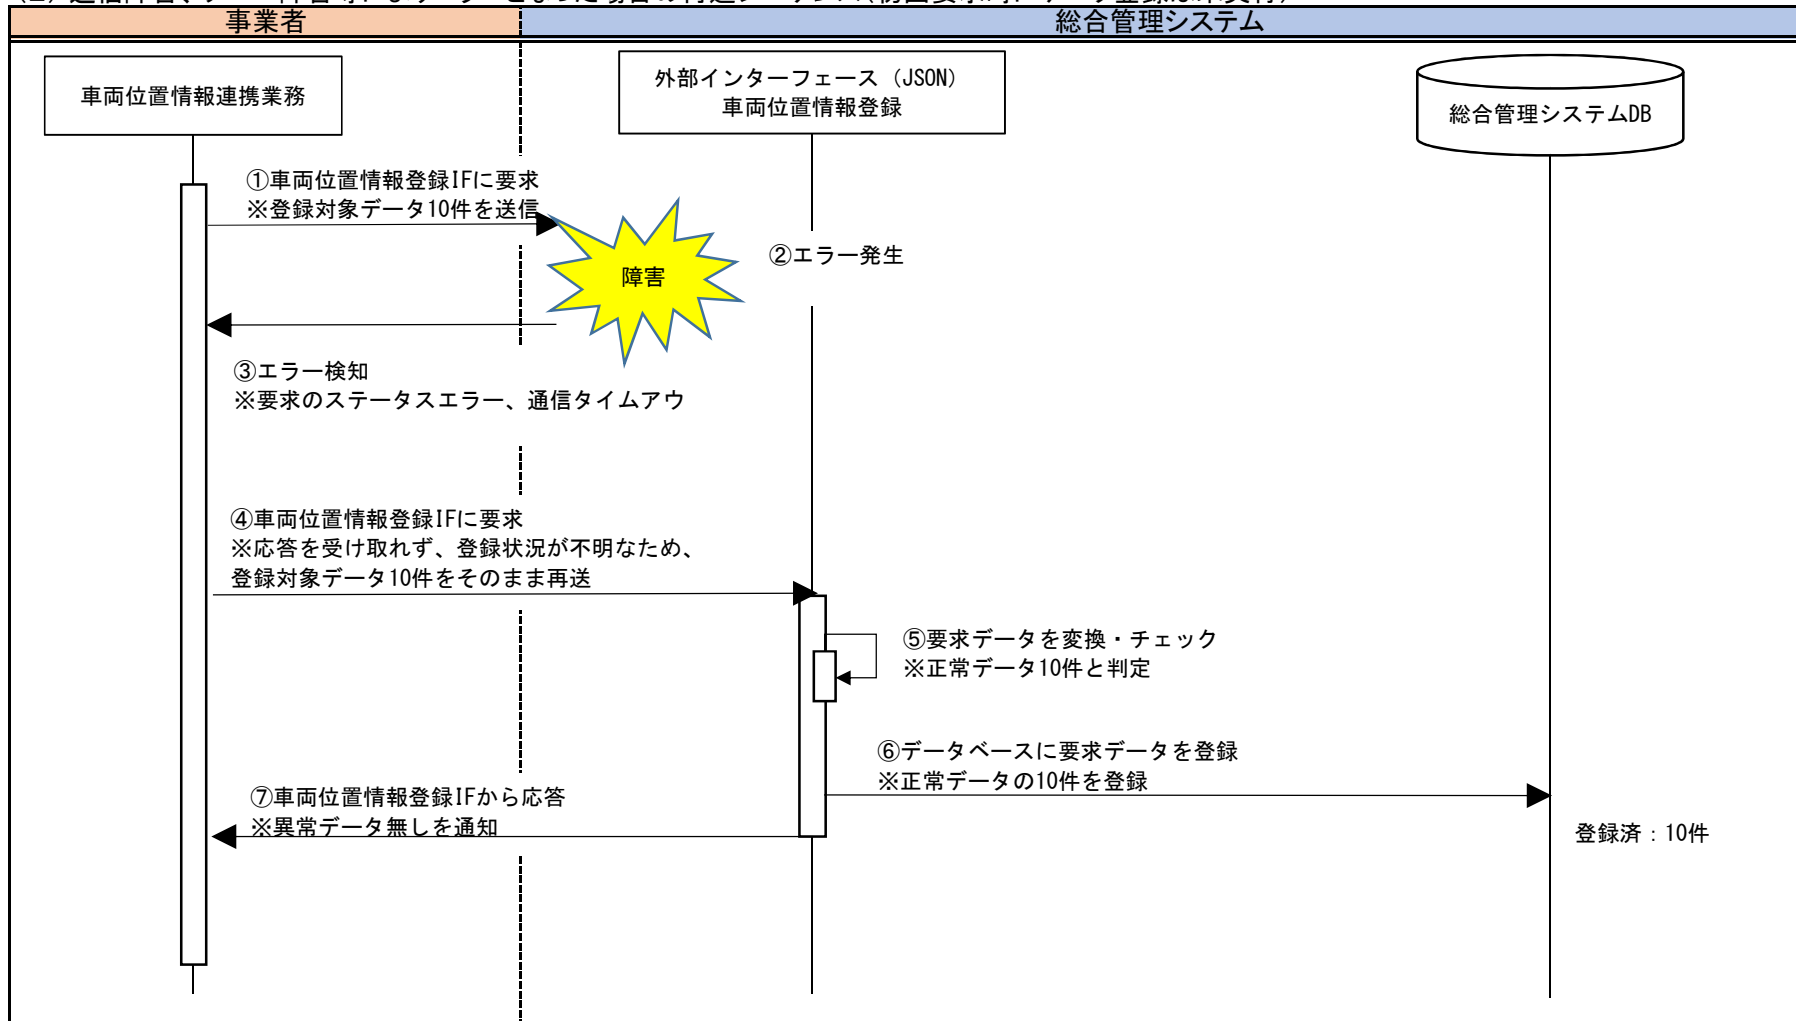 事業者
総合管理システム
車両位置情報連携業務
外部インターフェース（JSON）
車両位置情報登録
総合管理システムDB
①車両位置情報登録IFに要求
※登録対象データ10件を送信
障害
②エラー発生
③エラー検知
※要求のステータスエラー、通信タイムアウ
④車両位置情報登録IFに要求
※応答を受け取れず、登録状況が不明なため、
登録対象データ10件をそのまま再送
⑤要求データを変換・チェック
※正常データ10件と判定
⑥データベースに要求データを登録
※正常データの10件を登録
⑦車両位置情報登録IFから応答
※異常データ無しを通知
登録済：10件